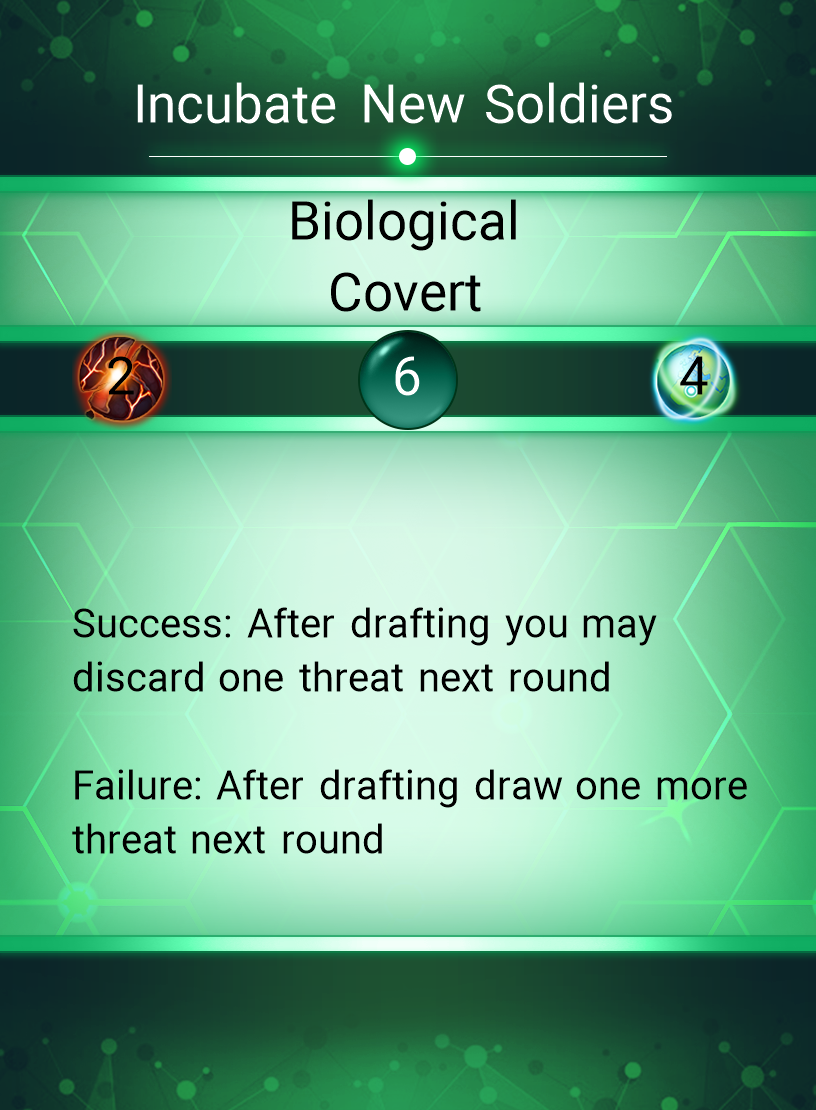 Incubate New Soldiers
Biological
Covert
2 6 4
Success: After drafting you may
discard one threat next round
Failure: After drafting draw one more
threat next round